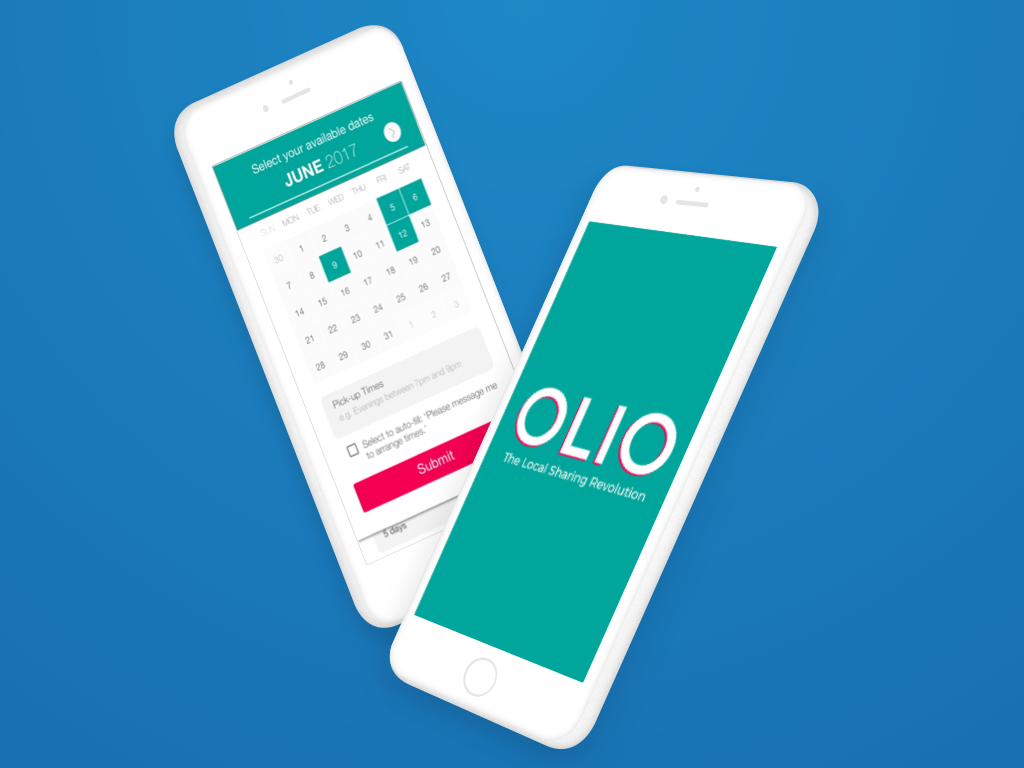 Select your available dates
JUNE 2017
SUN MON TUE WED THU FRI SAT
30 1 2 3 4 5 6
7 8 9 10 11 12 13
14 15 16 17 18 19 20
21 22 23 24 25 26 27
28 29 30 31 1 2 3
Pick-up Times
e.g. Evenings between 7pm and 9pm
Select to auto-fill: "Please message me
to arrange times."
Submit
5 days
OLIO
The Local Sharing Revolution